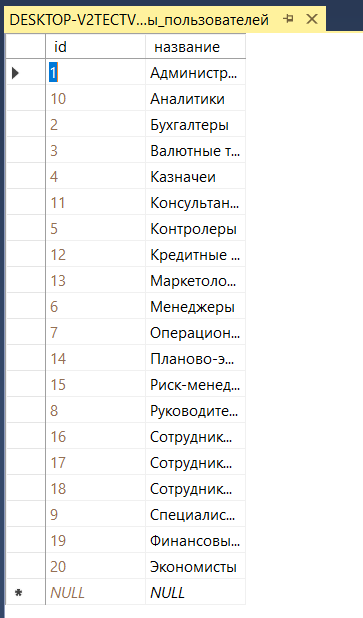 DESKTOP-V2TECTV...ы_пользователей
id название
1 Администр...
10 Аналитики
2 Бухгалтеры
3 Валютные т...
4 Казначеи
11 Консультан...
5 Контролеры
12 Кредитные ...
13 Маркетоло...
6 Менеджеры
7 Операцион...
14 Планово-э...
15 Риск-менед...
8 Руководите...
16 Сотрудник...
17 Сотрудник...
18 Сотрудник...
9 Специалис...
19 Финансовы...
20 Экономисты
NULL NULL